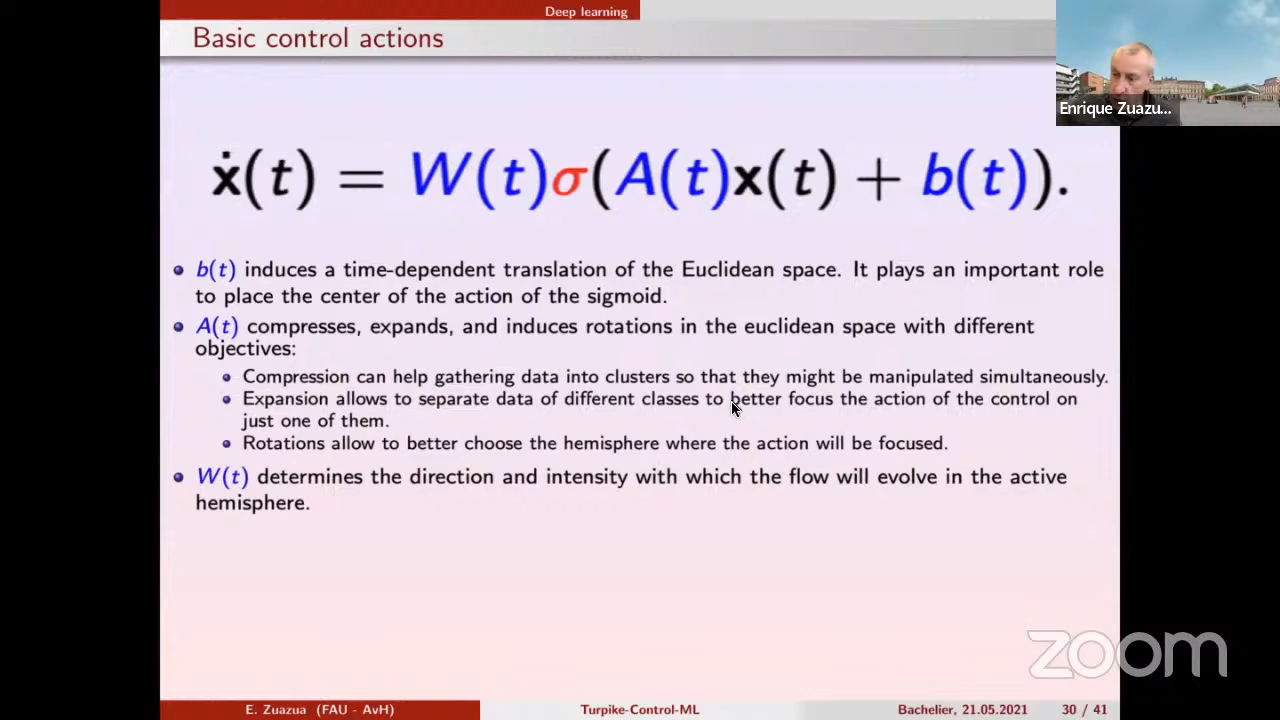 Deep learning
Basic control actions
Enrique Zuazu...
ẋ(t) = W(t)σ(A(t)x(t) + b(t)).
b(t) induces a time-dependent translation of the Euclidean space. It plays an important role
to place the center of the action of the sigmoid.
A(t) compresses, expands, and induces rotations in the euclidean space with different
objectives:
Compression can help gathering data into clusters so that they might be manipulated simultaneously.
Expansion allows to separate data of different classes to better focus the action of the control on
just one of them.
Rotations allow to better choose the hemisphere where the action will be focused.
W(t) determines the direction and intensity with which the flow will evolve in the active
hemisphere.
zoom
E. Zuazua (FAU - AvH) Turpike-Control-ML Bachelier, 21.05.2021 30 / 41